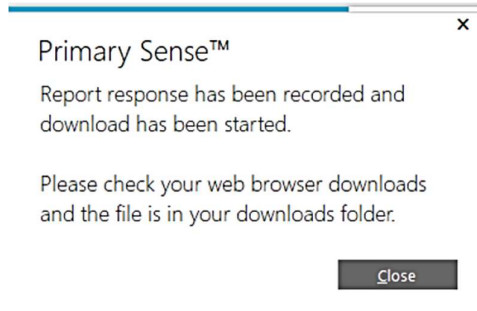 ×
Primary Sense™
Report response has been recorded and
download has been started.
Please check your web browser downloads
and the file is in your downloads folder.
Close